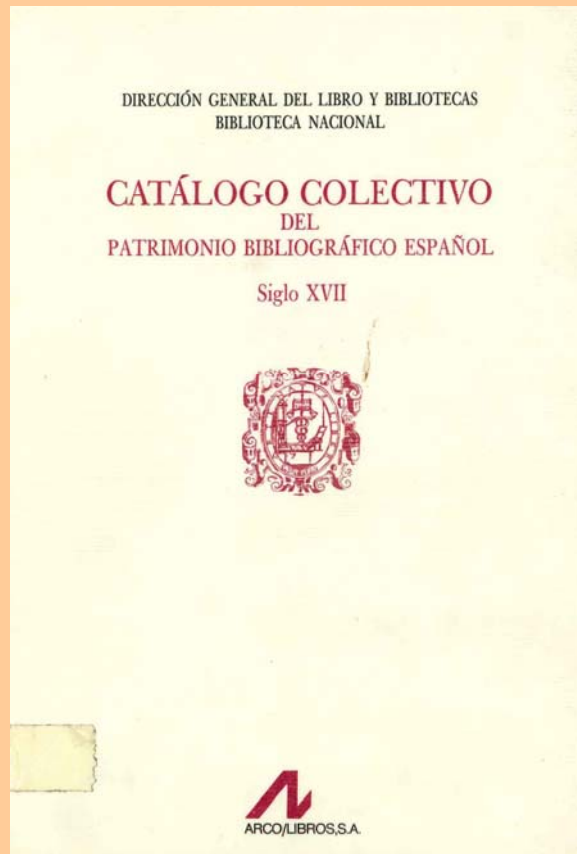 DIRECCIÓN GENERAL DEL LIBRO Y BIBLIOTECAS
BIBLIOTECA NACIONAL
CATÁLOGO COLECTIVO
DEL
PATRIMONIO BIBLIOGRÁFICO ESPAÑOL
Siglo XVII
ARCO/LIBROS,S.A.